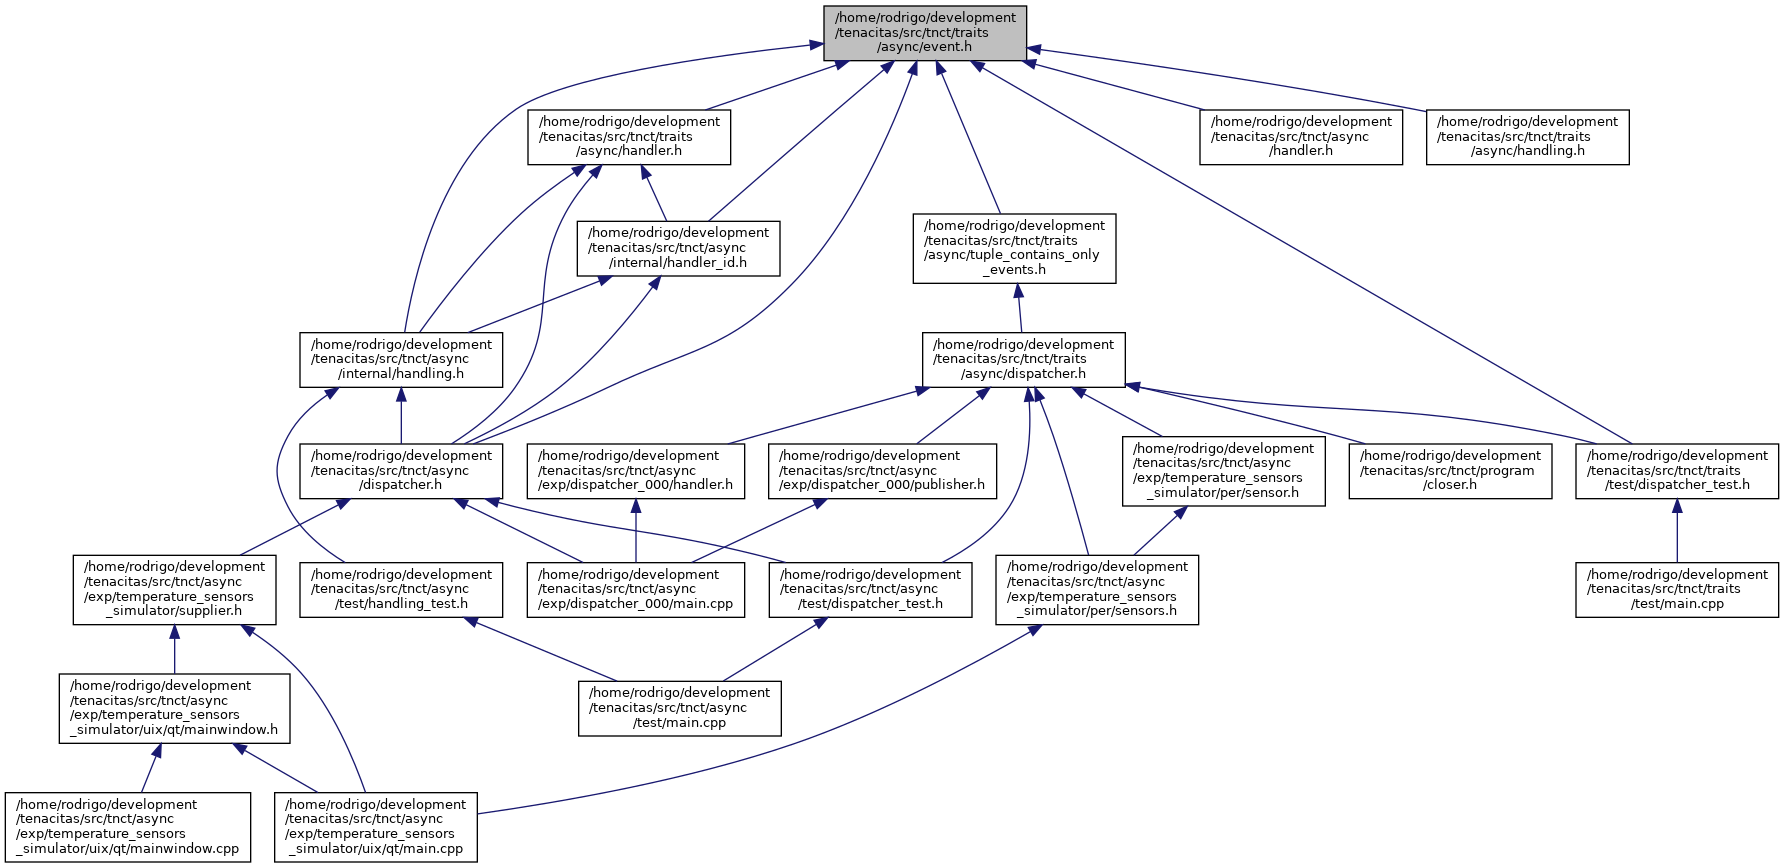 /home/rodrigo/development
/tenacitas/src/tnct/traits
/async/event.h
/home/rodrigo/development
/tenacitas/src/tnct/traits
/async/handler.h
/home/rodrigo/development
/tenacitas/src/tnct/async
/handler.h
/home/rodrigo/development
/tenacitas/src/tnct/traits
/async/handling.h
/home/rodrigo/development
/tenacitas/src/tnct/async
/internal/handler_id.h
/home/rodrigo/development
/tenacitas/src/tnct/traits
/async/tuple_contains_only
_events.h
/home/rodrigo/development
/tenacitas/src/tnct/async
/internal/handling.h
/home/rodrigo/development
/tenacitas/src/tnct/traits
/async/dispatcher.h
/home/rodrigo/development
/tenacitas/src/tnct/async
/dispatcher.h
/home/rodrigo/development
/tenacitas/src/tnct/async
/exp/dispatcher_000/handler.h
/home/rodrigo/development
/tenacitas/src/tnct/async
/exp/dispatcher_000/publisher.h
/home/rodrigo/development
/tenacitas/src/tnct/async
/exp/temperature_sensors
_simulator/per/sensor.h
/home/rodrigo/development
/tenacitas/src/tnct/program
/closer.h
/home/rodrigo/development
/tenacitas/src/tnct/traits
/test/dispatcher_test.h
/home/rodrigo/development
/tenacitas/src/tnct/async
/exp/temperature_sensors
_simulator/supplier.h
/home/rodrigo/development
/tenacitas/src/tnct/async
/test/handling_test.h
/home/rodrigo/development
/tenacitas/src/tnct/async
/exp/dispatcher_000/main.cpp
/home/rodrigo/development
/tenacitas/src/tnct/async
/test/dispatcher_test.h
/home/rodrigo/development
/tenacitas/src/tnct/async
/exp/temperature_sensors
_simulator/per/sensors.h
/home/rodrigo/development
/tenacitas/src/tnct/traits
/test/main.cpp
/home/rodrigo/development
/tenacitas/src/tnct/async
/exp/temperature_sensors
_simulator/uix/qt/mainwindow.h
/home/rodrigo/development
/tenacitas/src/tnct/async
/test/main.cpp
/home/rodrigo/development
/tenacitas/src/tnct/async
/exp/temperature_sensors
_simulator/uix/qt/mainwindow.cpp
/home/rodrigo/development
/tenacitas/src/tnct/async
/exp/temperature_sensors
_simulator/uix/qt/main.cpp